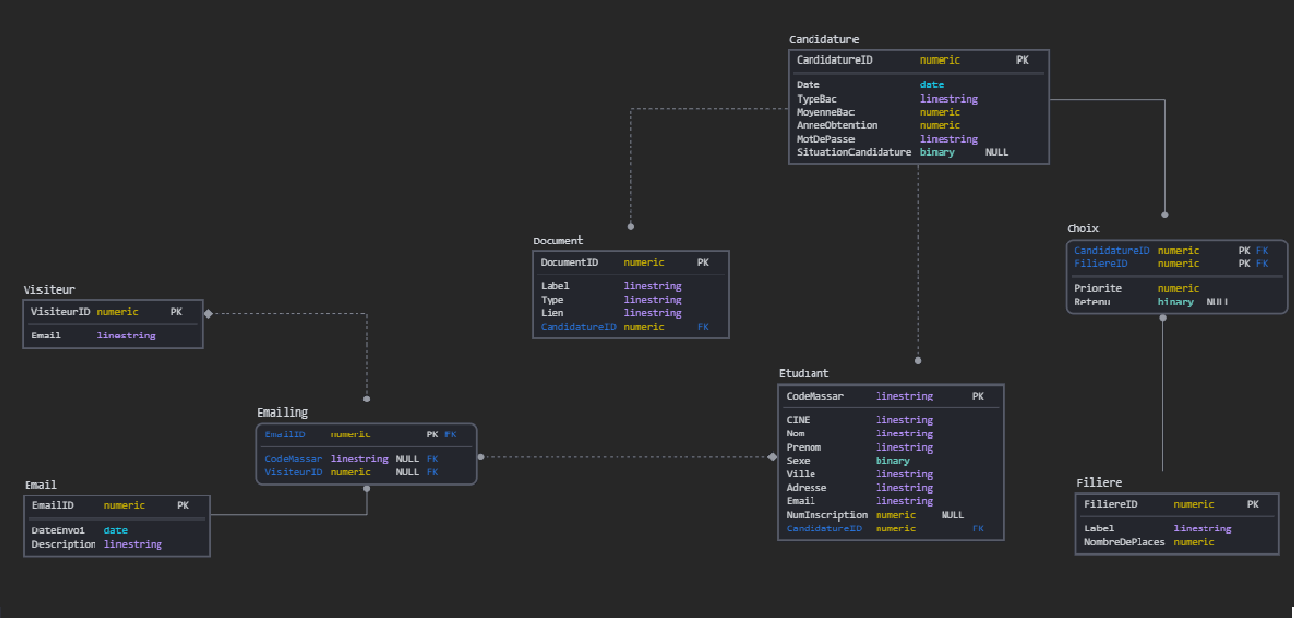 Candidature
CandidatureID numeric PK
Date date
TypeBac linestring
MoyenneBac numeric
AnneeObtention numeric
MotDePasse linestring
SituationCandidature binary NULL
Choix
CandidatureID numeric PK FK
FiliereID numeric PK FK
Priorite numeric
Retenu binary NULL
Document
DocumentID numeric PK
Label linestring
Type linestring
Lien linestring
CandidatureID numeric FK
Visiteur
VisiteurID numeric PK
Email linestring
Etudiant
CodeMassar linestring PK
CINE linestring
Nom linestring
Prenom linestring
Sexe binary
Ville linestring
Adresse linestring
Email linestring
NumInscription numeric NULL
CandidatureID numeric FK
Emailing
EmailID numeric PK FK
CodeMassar linestring NULL FK
VisiteurID numeric NULL FK
Email
EmailID numeric PK
DateEnvoi date
Description linestring
Filiere
FiliereID numeric PK
Label linestring
NombreDePlaces numeric